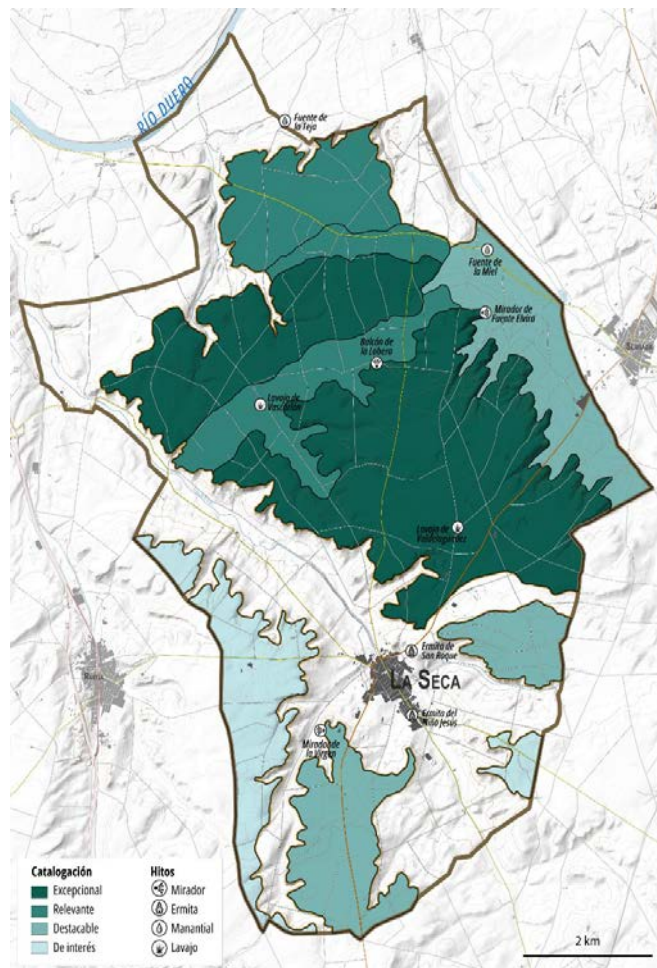 RÍO DUERO
Fuente de
la Teja
Fuente de
la Miel
Mirador de
Fuente Elvira
Balcón de
la Lobera
Lavajo de
Lavajo de
Ermita de
San Roque
LA SECA
Ermita del
Niño Jesús
Mirador de
la Virgen
Rueda
Catalogación
Excepcional
Relevante
Destacable
De interés
Hitos
Mirador
Ermita
Manantial
Lavajo
2 km